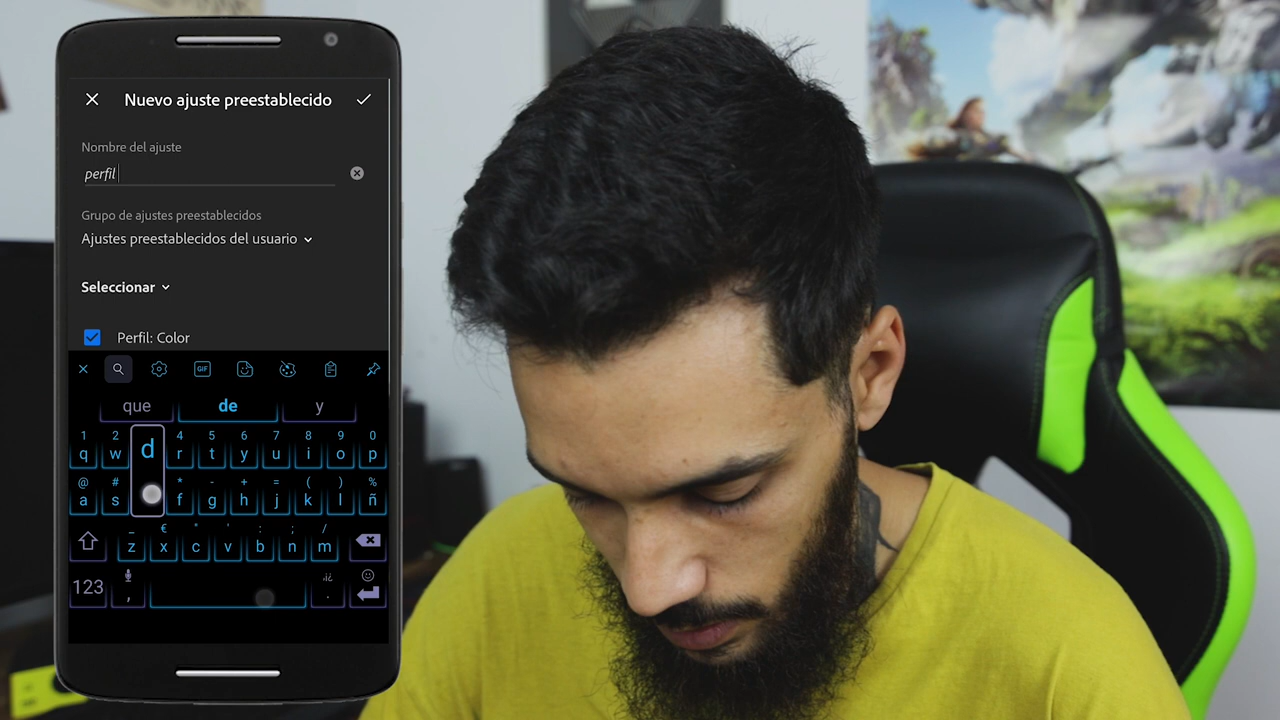 Nuevo ajuste preestablecido
Nombre del ajuste
perfil
Grupo de ajustes preestablecidos
Ajustes preestablecidos del usuario
Seleccionar
Perfil: Color
GIF
que de y
1 2 4 5 6 7 8 9 0
q w d r t y u i o p
@ # * - + = ( ) %
a s f g h j k l ñ
_ € " ' : ; /
z x c v b n m
123 , .